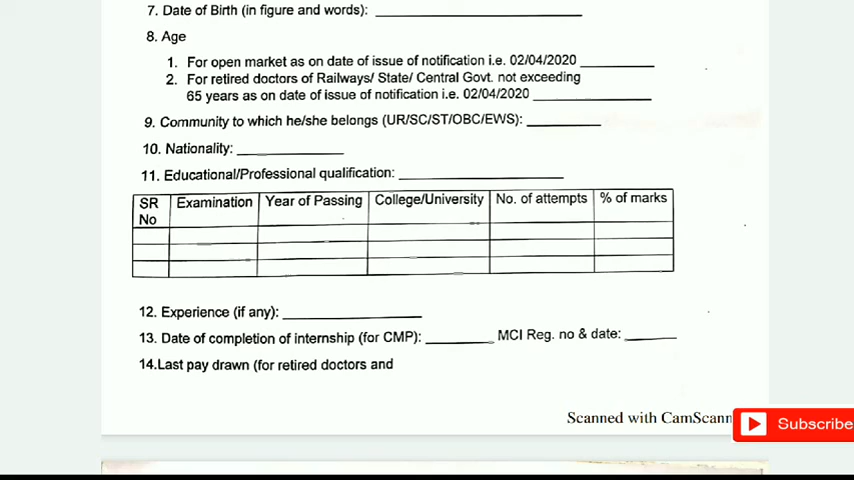 7. Date of Birth (in figure and words):
8. Age
1. For open market as on date of issue of notification i.e. 02/04/2020
2. For retired doctors of Railways/ State/ Central Govt. not exceeding
65 years as on date of issue of notification i.e. 02/04/2020
9. Community to which he/she belongs (UR/SC/ST/OBC/EWS):
10. Nationality:
11. Educational/Professional qualification:
SR No Examination Year of Passing College/University No. of attempts % of marks
12. Experience (if any):
13. Date of completion of internship (for CMP): MCI Reg. no & date:
14.Last pay drawn (for retired doctors and
Scanned with CamScann
Subscribe